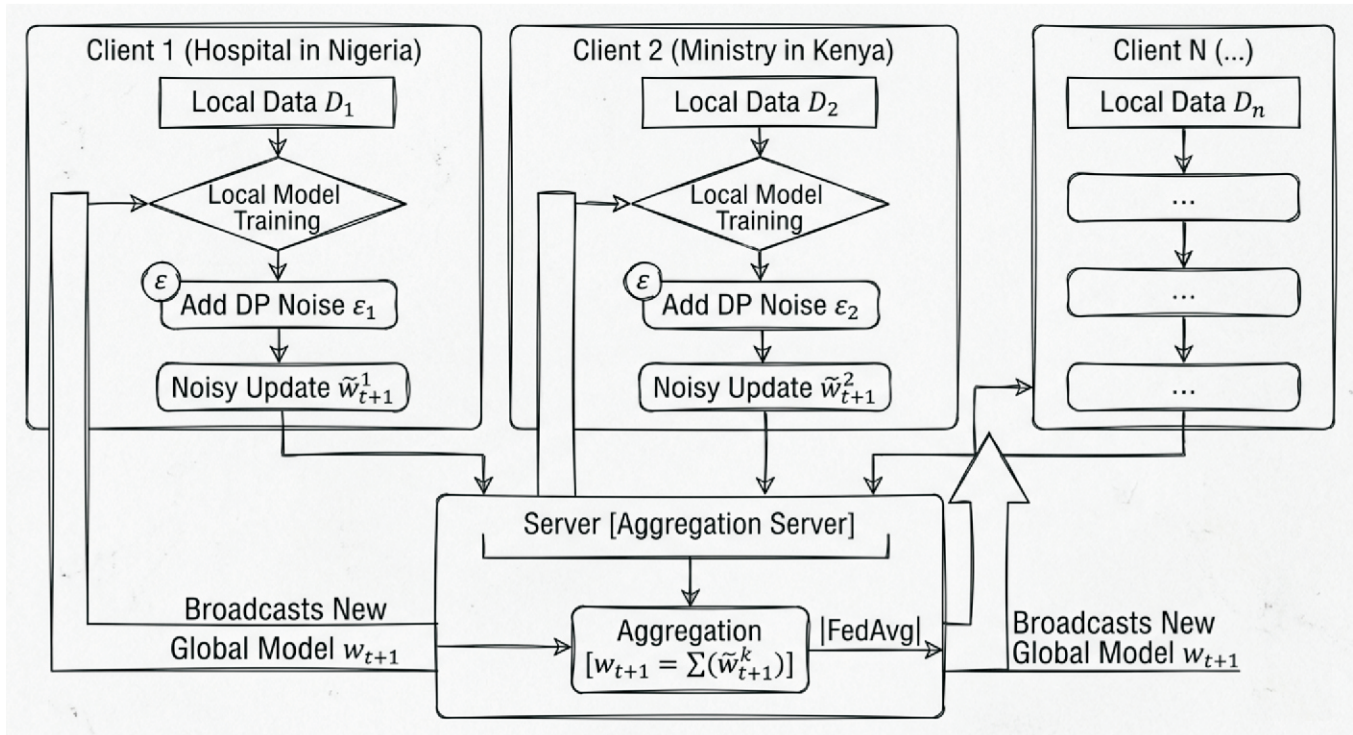 Client 1 (Hospital in Nigeria)
Local Data D₁
Local Model
Training
ε
Add DP Noise ε₁
Noisy Update w̃¹ₜ₊₁
Client 2 (Ministry in Kenya)
Local Data D₂
Local Model
Training
ε
Add DP Noise ε₂
Noisy Update w̃²ₜ₊₁
Client N (...)
Local Data Dₙ
...
...
...
Server [Aggregation Server]
Broadcasts New
Global Model wₜ₊₁
Aggregation
[wₜ₊₁ = Σ(w̃ᵏₜ₊₁)]
|FedAvg|
Broadcasts New
Global Model wₜ₊₁